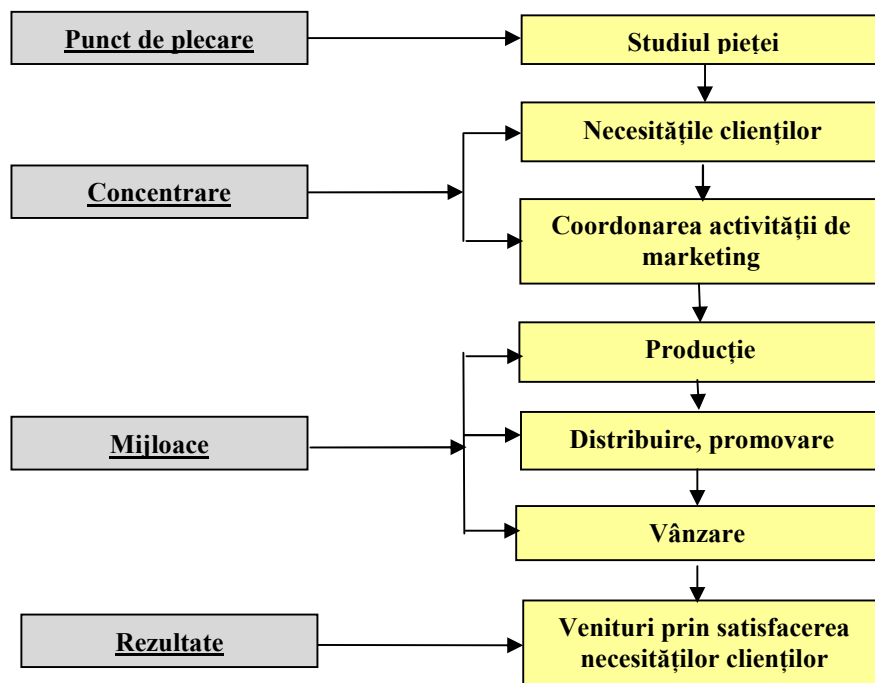 Punct de plecare
Studiul pieței
Necesitățile clienților
Concentrare
Coordonarea activității de
marketing
Producție
Mijloace
Distribuire, promovare
Vânzare
Rezultate
Venituri prin satisfacerea
necesităților clienților